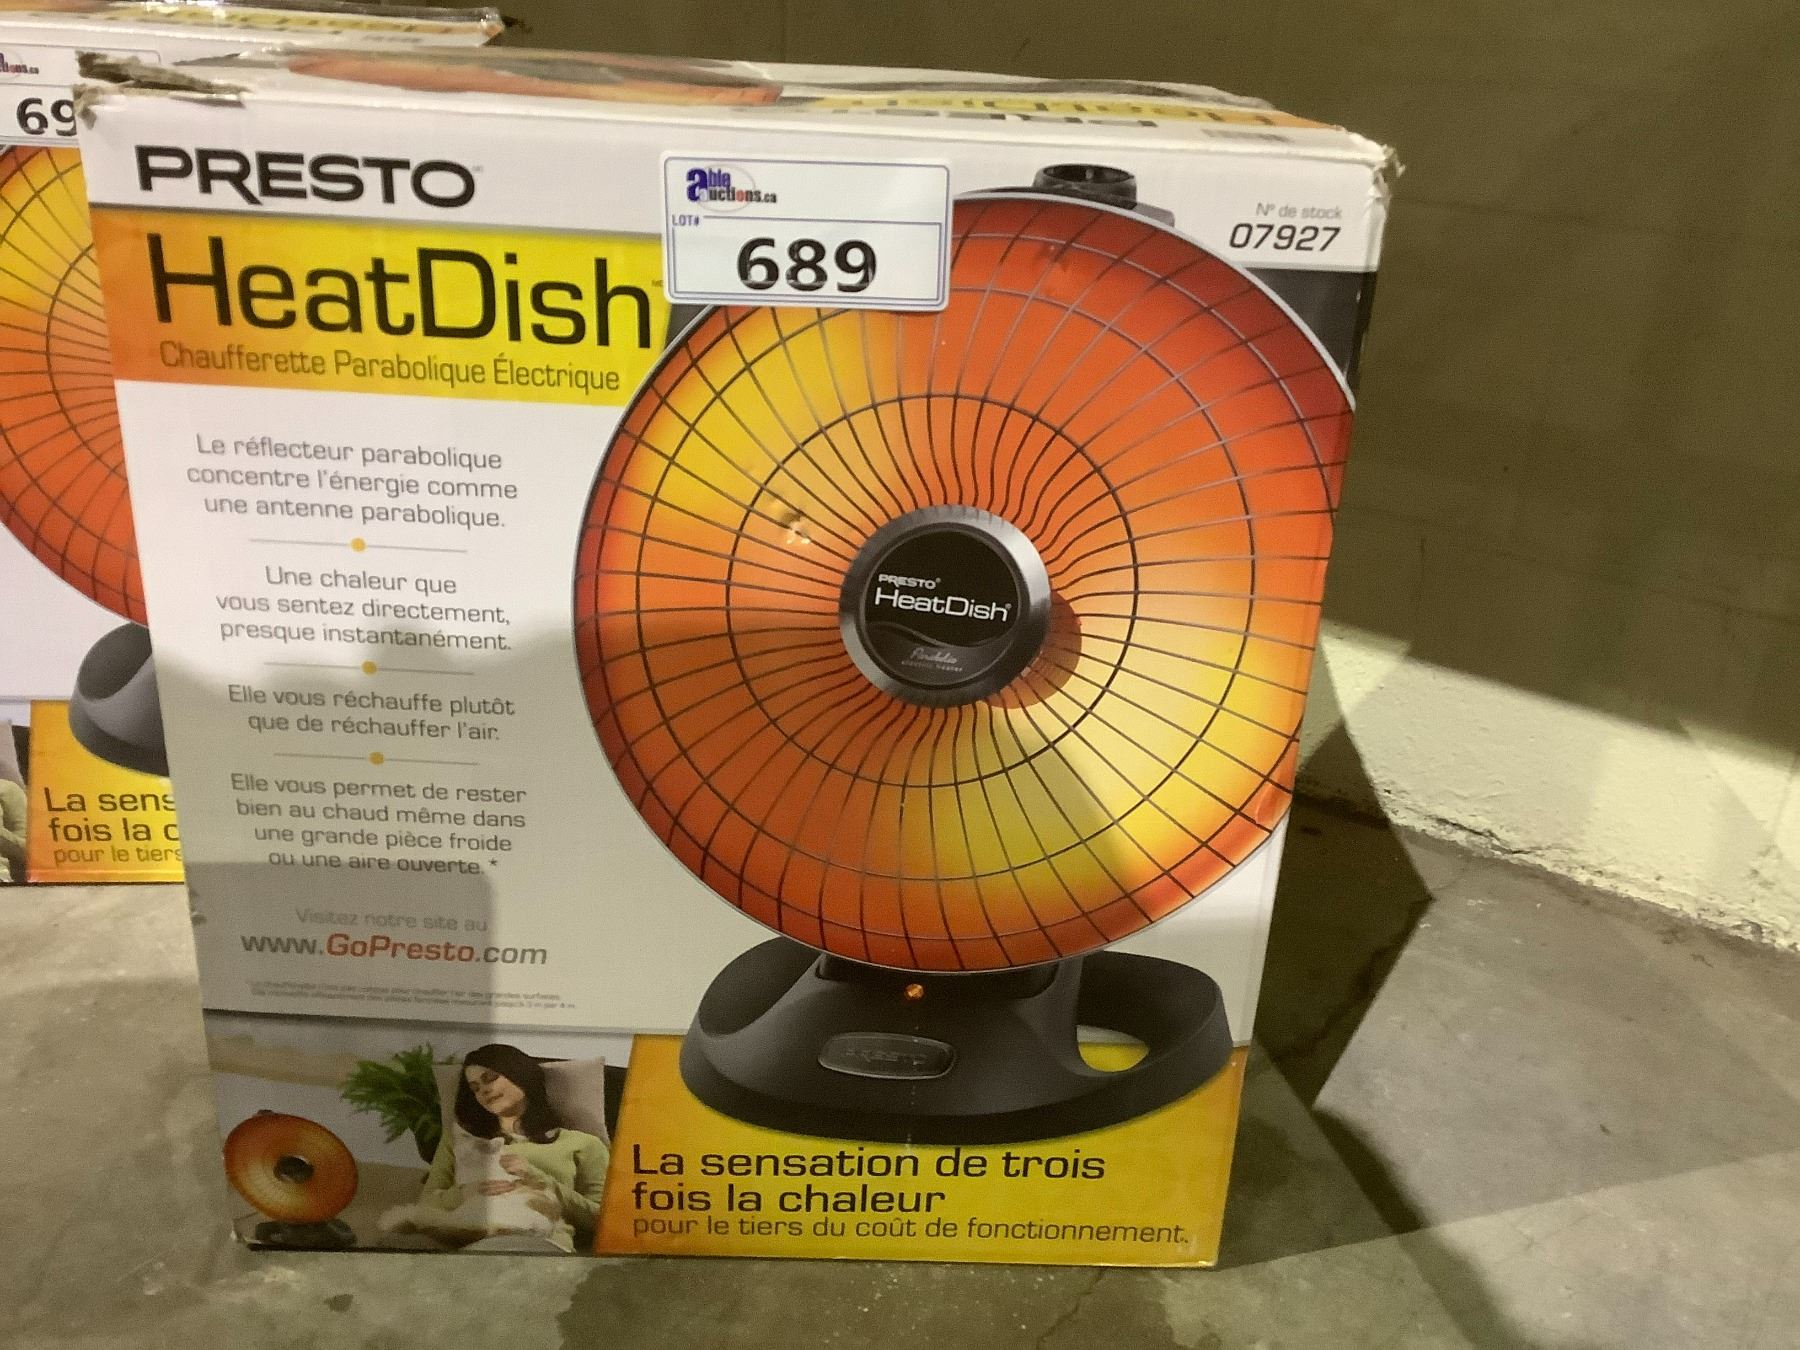 69
La sens
fois la c
pour le tiers
PRESTO
HeatDish
Chaufferette Parabolique Électrique
able auctions.ca
LOT#
689
N° de stock
07927
Le réflecteur parabolique
concentre l'énergie comme
une antenne parabolique.
Une chaleur que
vous sentez directement,
presque instantanément.
Elle vous réchauffe plutôt
que de réchauffer l'air.
Elle vous permet de rester
bien au chaud même dans
une grande pièce froide
ou une aire ouverte.*
Visitez notre site au
www.GoPresto.com
PRESTO®
HeatDish®
Parabolic
electric heater
PRESTO
La sensation de trois
fois la chaleur
pour le tiers du coût de fonctionnement.